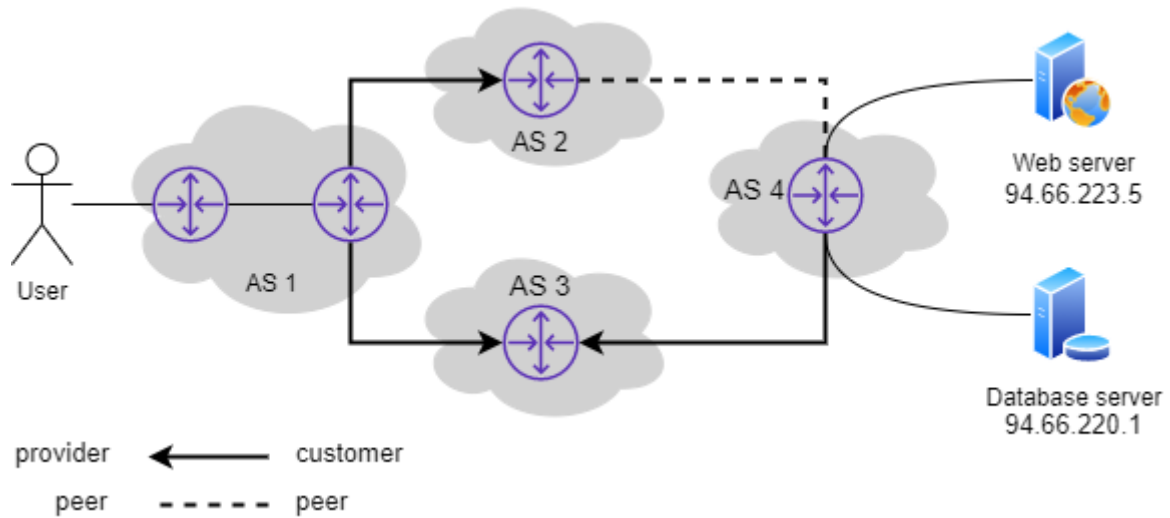 AS 2
Web server
94.66.223.5
AS 4
User
AS 1
AS 3
Database server
94.66.220.1
provider customer
peer peer